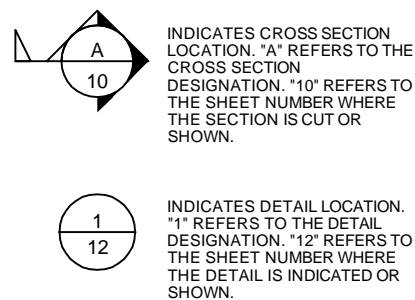 A
10
INDICATES CROSS SECTION
LOCATION. "A" REFERS TO THE
CROSS SECTION
DESIGNATION. "10" REFERS TO
THE SHEET NUMBER WHERE
THE SECTION IS CUT OR
SHOWN.
1
12
INDICATES DETAIL LOCATION.
"1" REFERS TO THE DETAIL
DESIGNATION. "12" REFERS TO
THE SHEET NUMBER WHERE
THE DETAIL IS INDICATED OR
SHOWN.